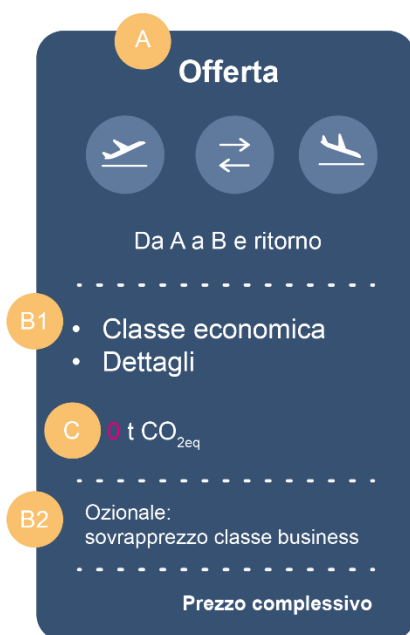 A
Offerta
Da A a B e ritorno
B1
• Classe economica
• Dettagli
C
0 t CO2eq
B2
Ozionale:
sovrapprezzo classe business
Prezzo complessivo